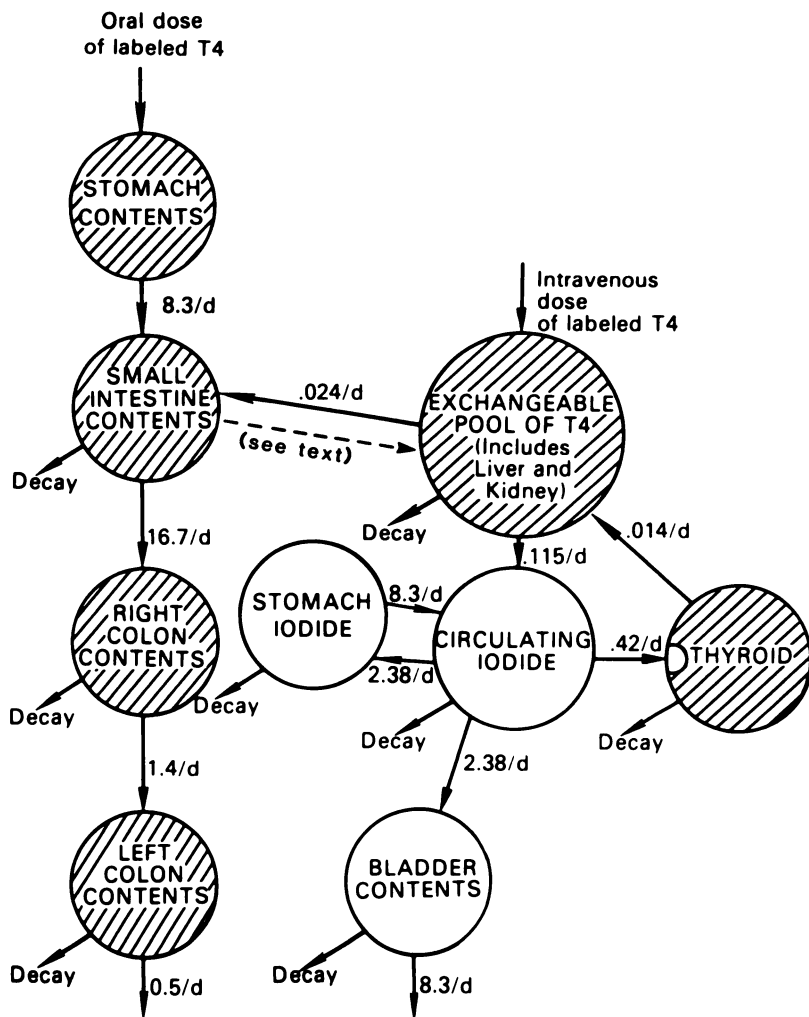 Oral dose
of labeled T4
STOMACH
CONTENTS
8.3/d
SMALL
INTESTINE
CONTENTS
Decay
.024/d
(see text)
Intravenous
dose
of labeled T4
EXCHANGEABLE
POOL OF T4
(Includes
Liver and
Kidney)
Decay
.115/d
.014/d
16.7/d
RIGHT
COLON
CONTENTS
Decay
STOMACH
IODIDE
Decay
8.3/d
2.38/d
CIRCULATING
IODIDE
Decay
.42/d
THYROID
Decay
1.4/d
2.38/d
LEFT
COLON
CONTENTS
Decay
0.5/d
BLADDER
CONTENTS
Decay
8.3/d